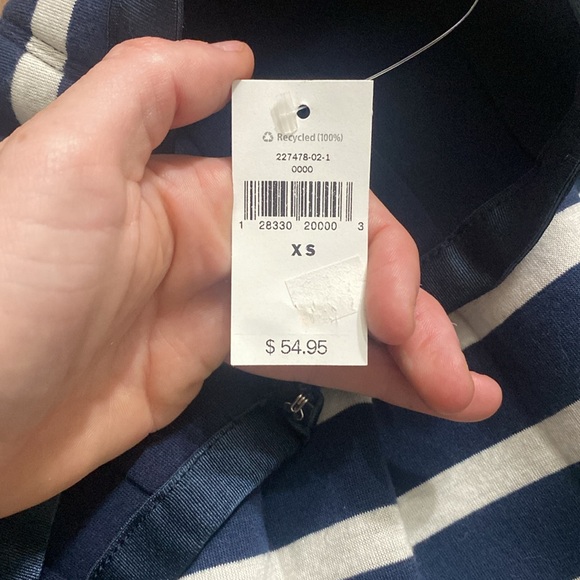 ♻ Recycled (100%)
227478-02-1
0000
1 28330 20000 3
XS
$ 54.95